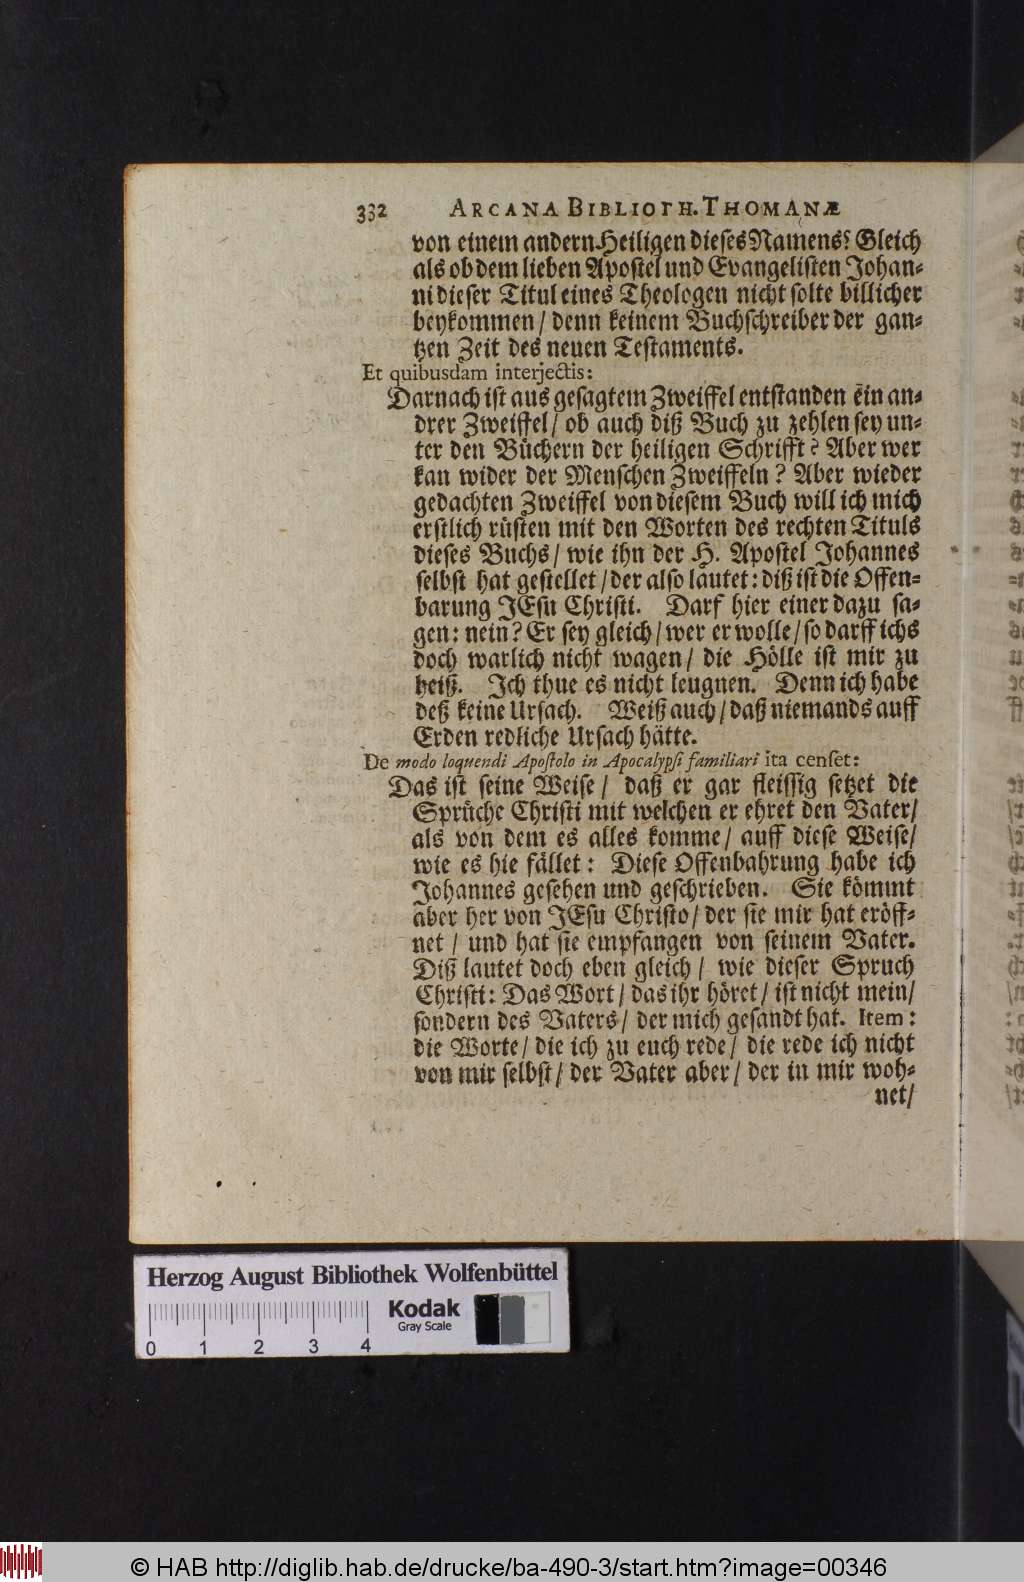 332 ARCANA BIBLIOTH. THOMANÆ
von einem andern Heiligen dieses Namens? Gleich
als ob dem lieben Apostel und Evangelisten Johan-
ni dieser Titul eines Theologen nicht solte billicher
beykommen / denn keinem Buchschreiber der gan-
tzen Zeit des neuen Testaments.
Et quibusdam interjectis:
Darnach ist aus gesagtem Zweiffel entstanden ein an-
drer Zweiffel / ob auch diß Buch zu zehlen sey un-
ter den Büchern der heiligen Schrifft? Aber wer
kan wider der Menschen Zweiffeln? Aber wieder
gedachten Zweiffel von diesem Buch will ich mich
erstlich rüsten mit den Worten des rechten Tituls
dieses Buchs / wie ihn der H. Apostel Johannes
selbst hat gestellet / der also lautet: diß ist die Offen-
barung JEsu Christi. Darf hier einer dazu sa-
gen: nein? Er sey gleich / wer er wolle / so darff ichs
doch warlich nicht wagen / die Hölle ist mir zu
heiß. Ich thue es nicht leugnen. Denn ich habe
deß keine Ursach. Weiß auch / daß niemands auff
Erden redliche Ursach hätte.
De modo loquendi Apostolo in Apocalypsi familiari ita censet:
Das ist seine Weise / daß er gar fleissig setzet die
Sprüche Christi mit welchen er ehret den Vater /
als von dem es alles komme / auff diese Weise /
wie es hie fället: Diese Offenbahrung habe ich
Johannes gesehen und geschrieben. Sie kömmt
aber her von JEsu Christo / der sie mir hat eröff-
net / und hat sie empfangen von seinem Vater.
Diß lautet doch eben gleich / wie dieser Spruch
Christi: Das Wort / das ihr höret / ist nicht mein /
sondern des Vaters / der mich gesandt hat. Item:
die Worte / die ich zu euch rede / die rede ich nicht
von mir selbst / der Vater aber / der in mir woh-
net /
Herzog August Bibliothek Wolfenbüttel
Kodak
Gray Scale
0 1 2 3 4
© HAB http://diglib.hab.de/drucke/ba-490-3/start.htm?image=00346